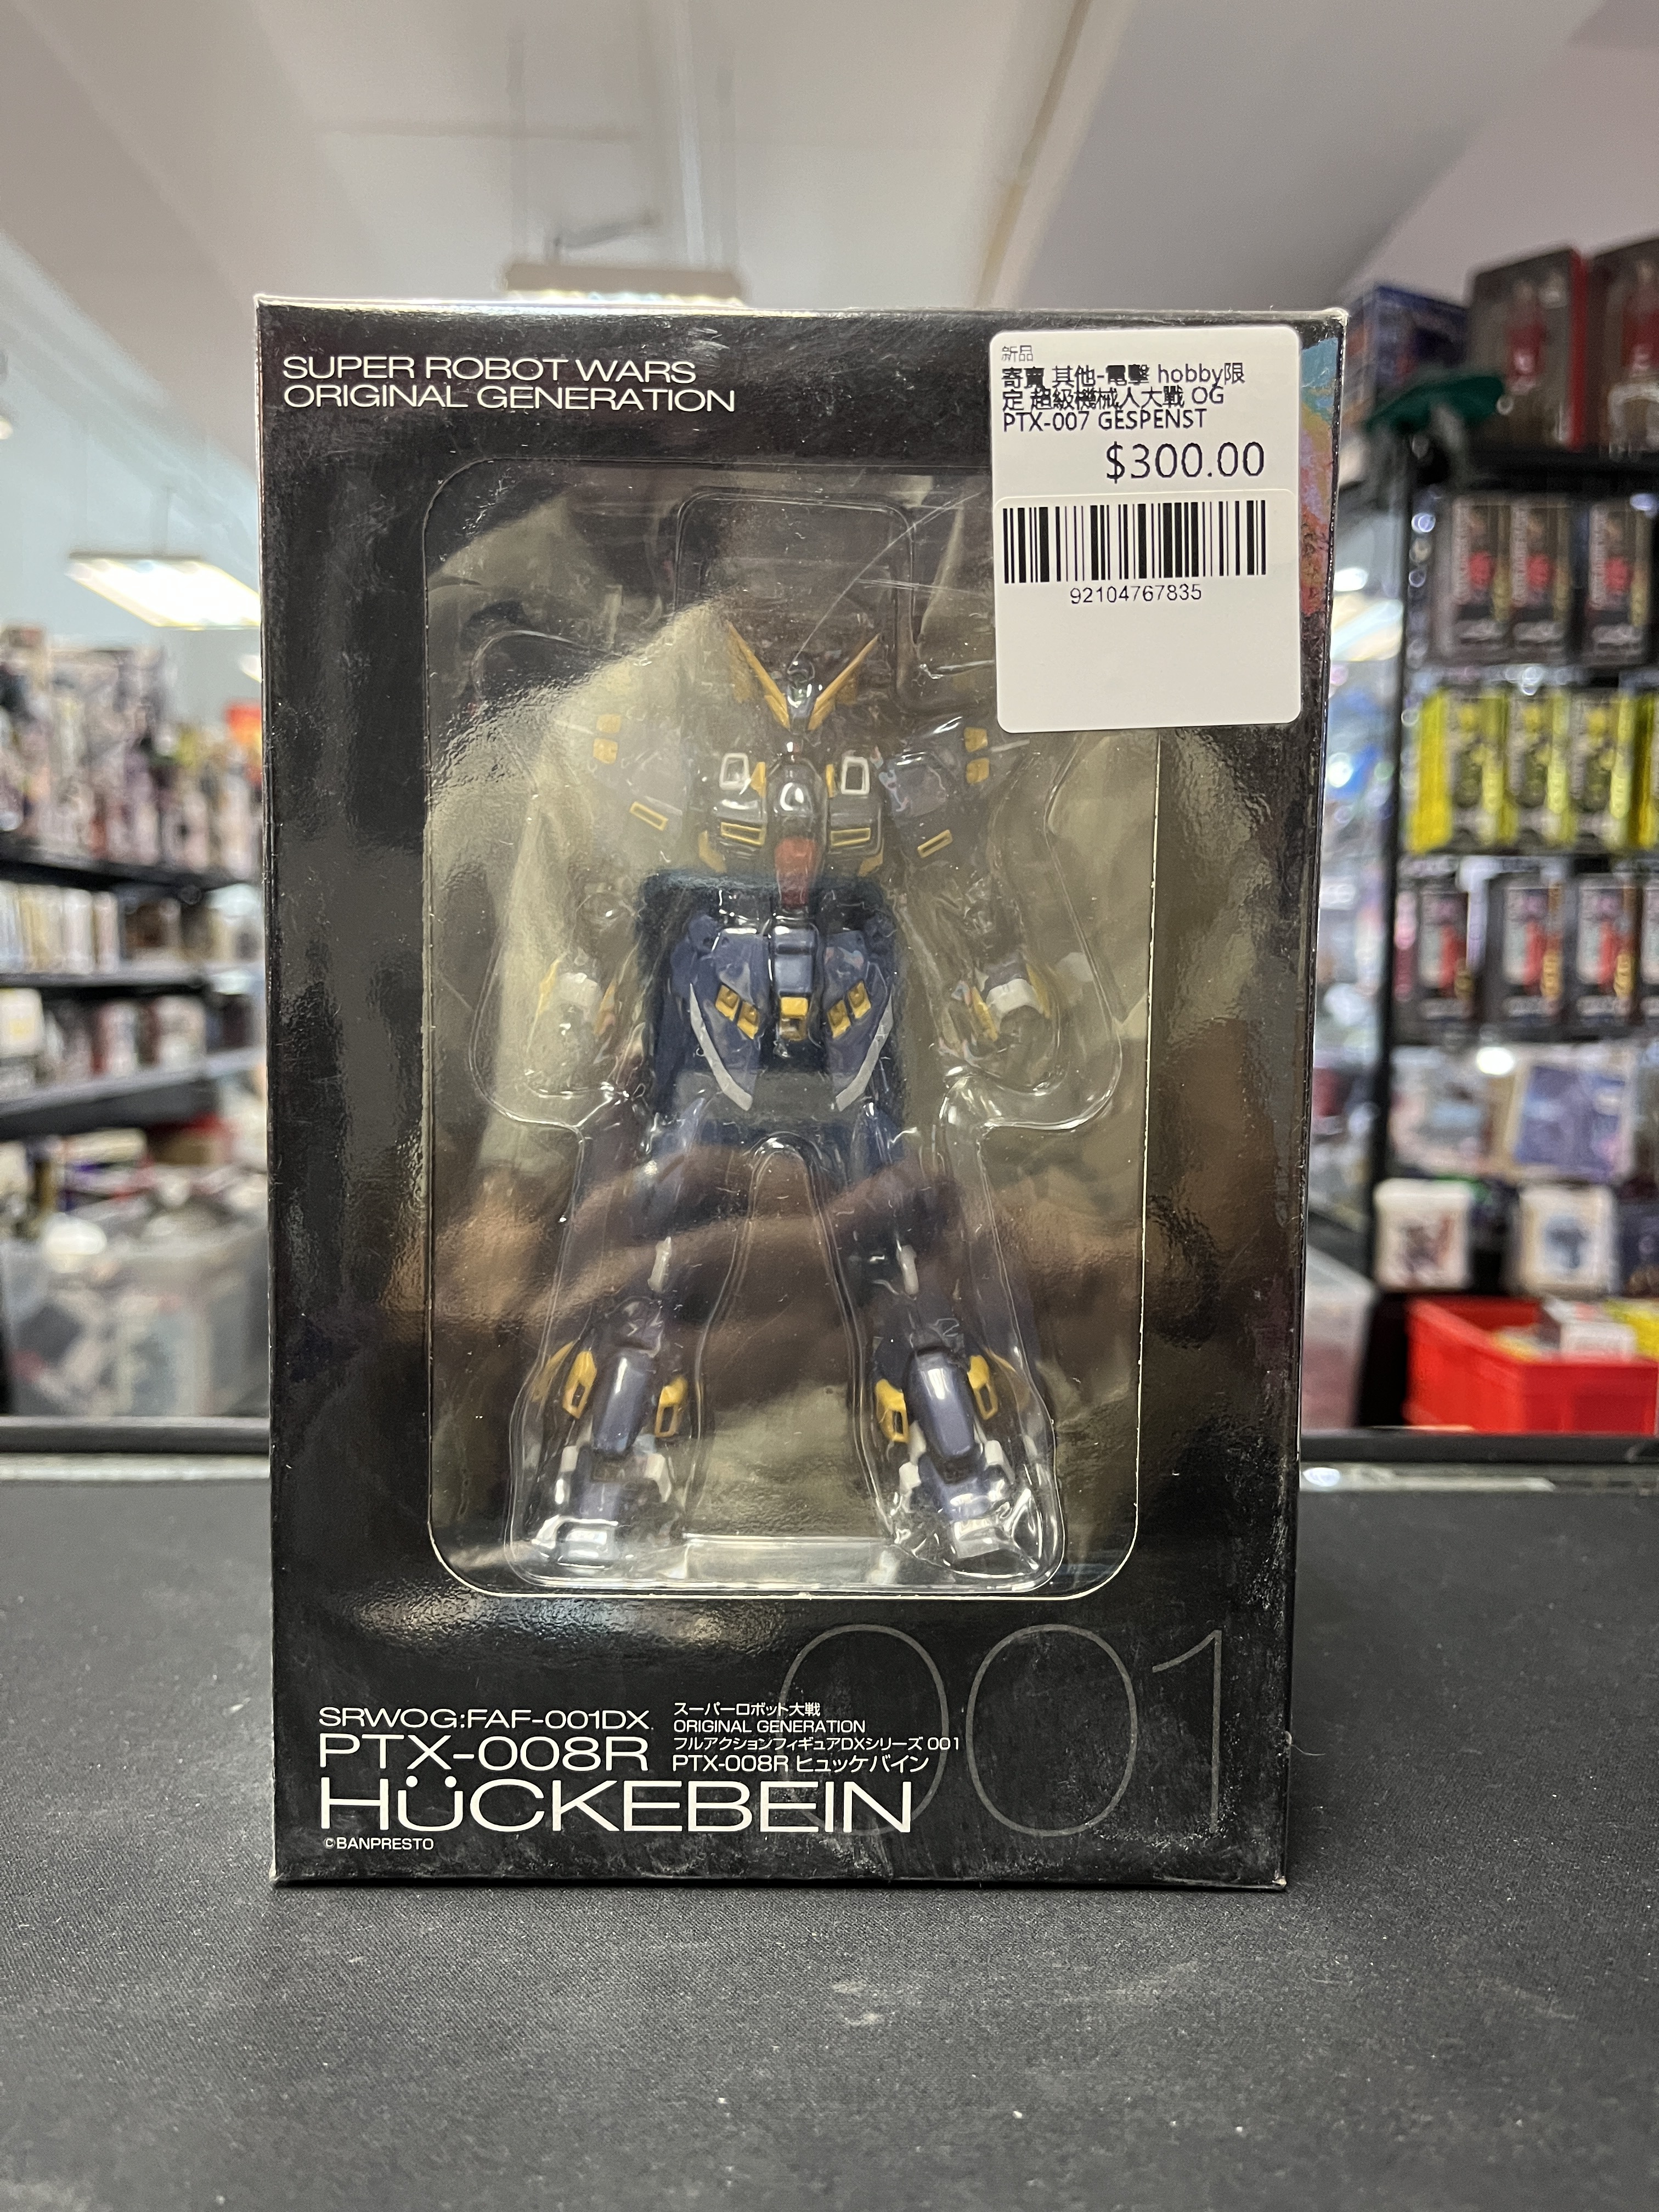 SUPER ROBOT WARS
ORIGINAL GENERATION
新品
寄賣 其他-電擊 hobby限
定 超級機械人大戰 OG
PTX-007 GESPENST
$300.00
92104767835
001
SRWOG:FAF-001DX
PTX-008R
HÜCKEBEIN
©BANPRESTO
スーパーロボット大戦
ORIGINAL GENERATION
フルアクションフィギュアDXシリーズ 001
PTX-008R ヒュッケバイン